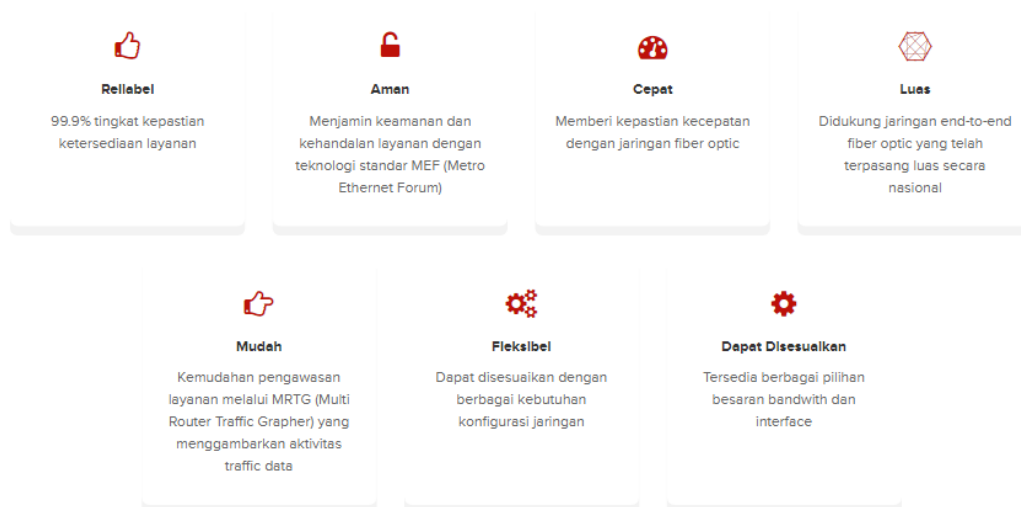 Reliabel
99.9% tingkat kepastian
ketersediaan layanan
Aman
Menjamin keamanan dan
kehandalan layanan dengan
teknologi standar MEF (Metro
Ethernet Forum)
Cepat
Memberi kepastian kecepatan
dengan jaringan fiber optic
Luas
Didukung jaringan end-to-end
fiber optic yang telah
terpasang luas secara
nasional
Mudah
Kemudahan pengawasan
layanan melalui MRTG (Multi
Router Traffic Grapher) yang
menggambarkan aktivitas
traffic data
Fleksibel
Dapat disesuaikan dengan
berbagai kebutuhan
konfigurasi jaringan
Dapat Disesuaikan
Tersedia berbagai pilihan
besaran bandwith dan
interface